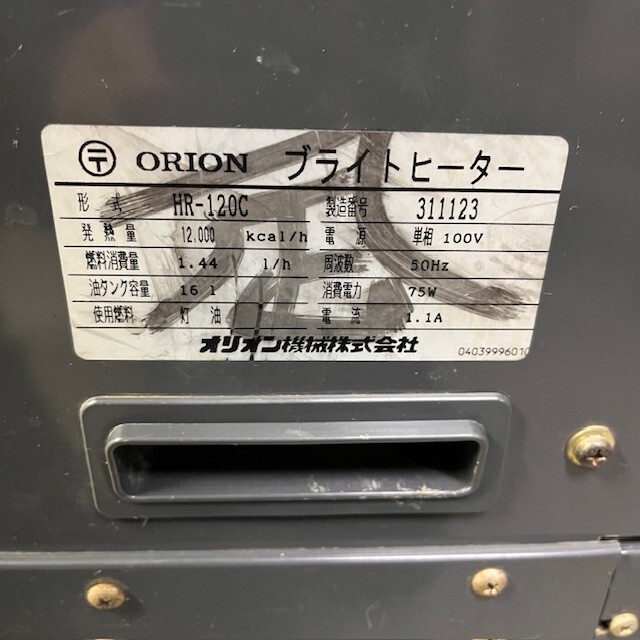 〒 ORION ブライトヒーター
形式 HR-120C 製造番号 311123
発熱量 12,000 kcal/h 電源 単相 100V
燃料消費量 1.44 l/h 周波数 50Hz
油タンク容量 16 l 消費電力 75W
使用燃料 灯油 電流 1.1A
オリオン機械株式会社 04039996010